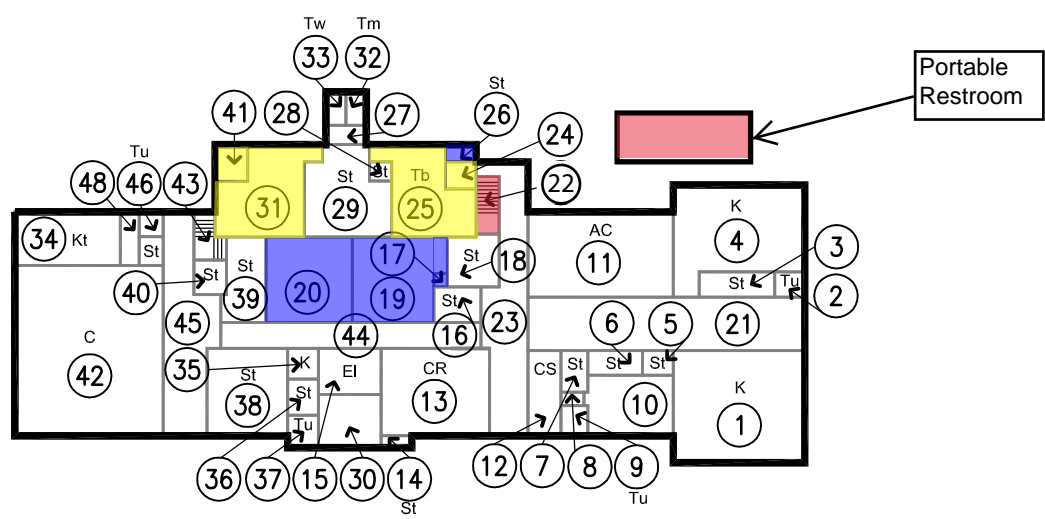 Tw Tm
33 32
St
Portable
Restroom
41 28 27 26
24
Tu
48 46 43 St St Tb 22
31 29 25
K
34 Kt AC
St 17 St 18 11 4 3
40 St St 20 19 St Tu
39 2
45 St 23 6 5 21
44 16
C
35 K EI CR CS St St St K
42 St
38 St 13 10 1
Tu
36 37 15 30 14 12 7 8 9
St Tu